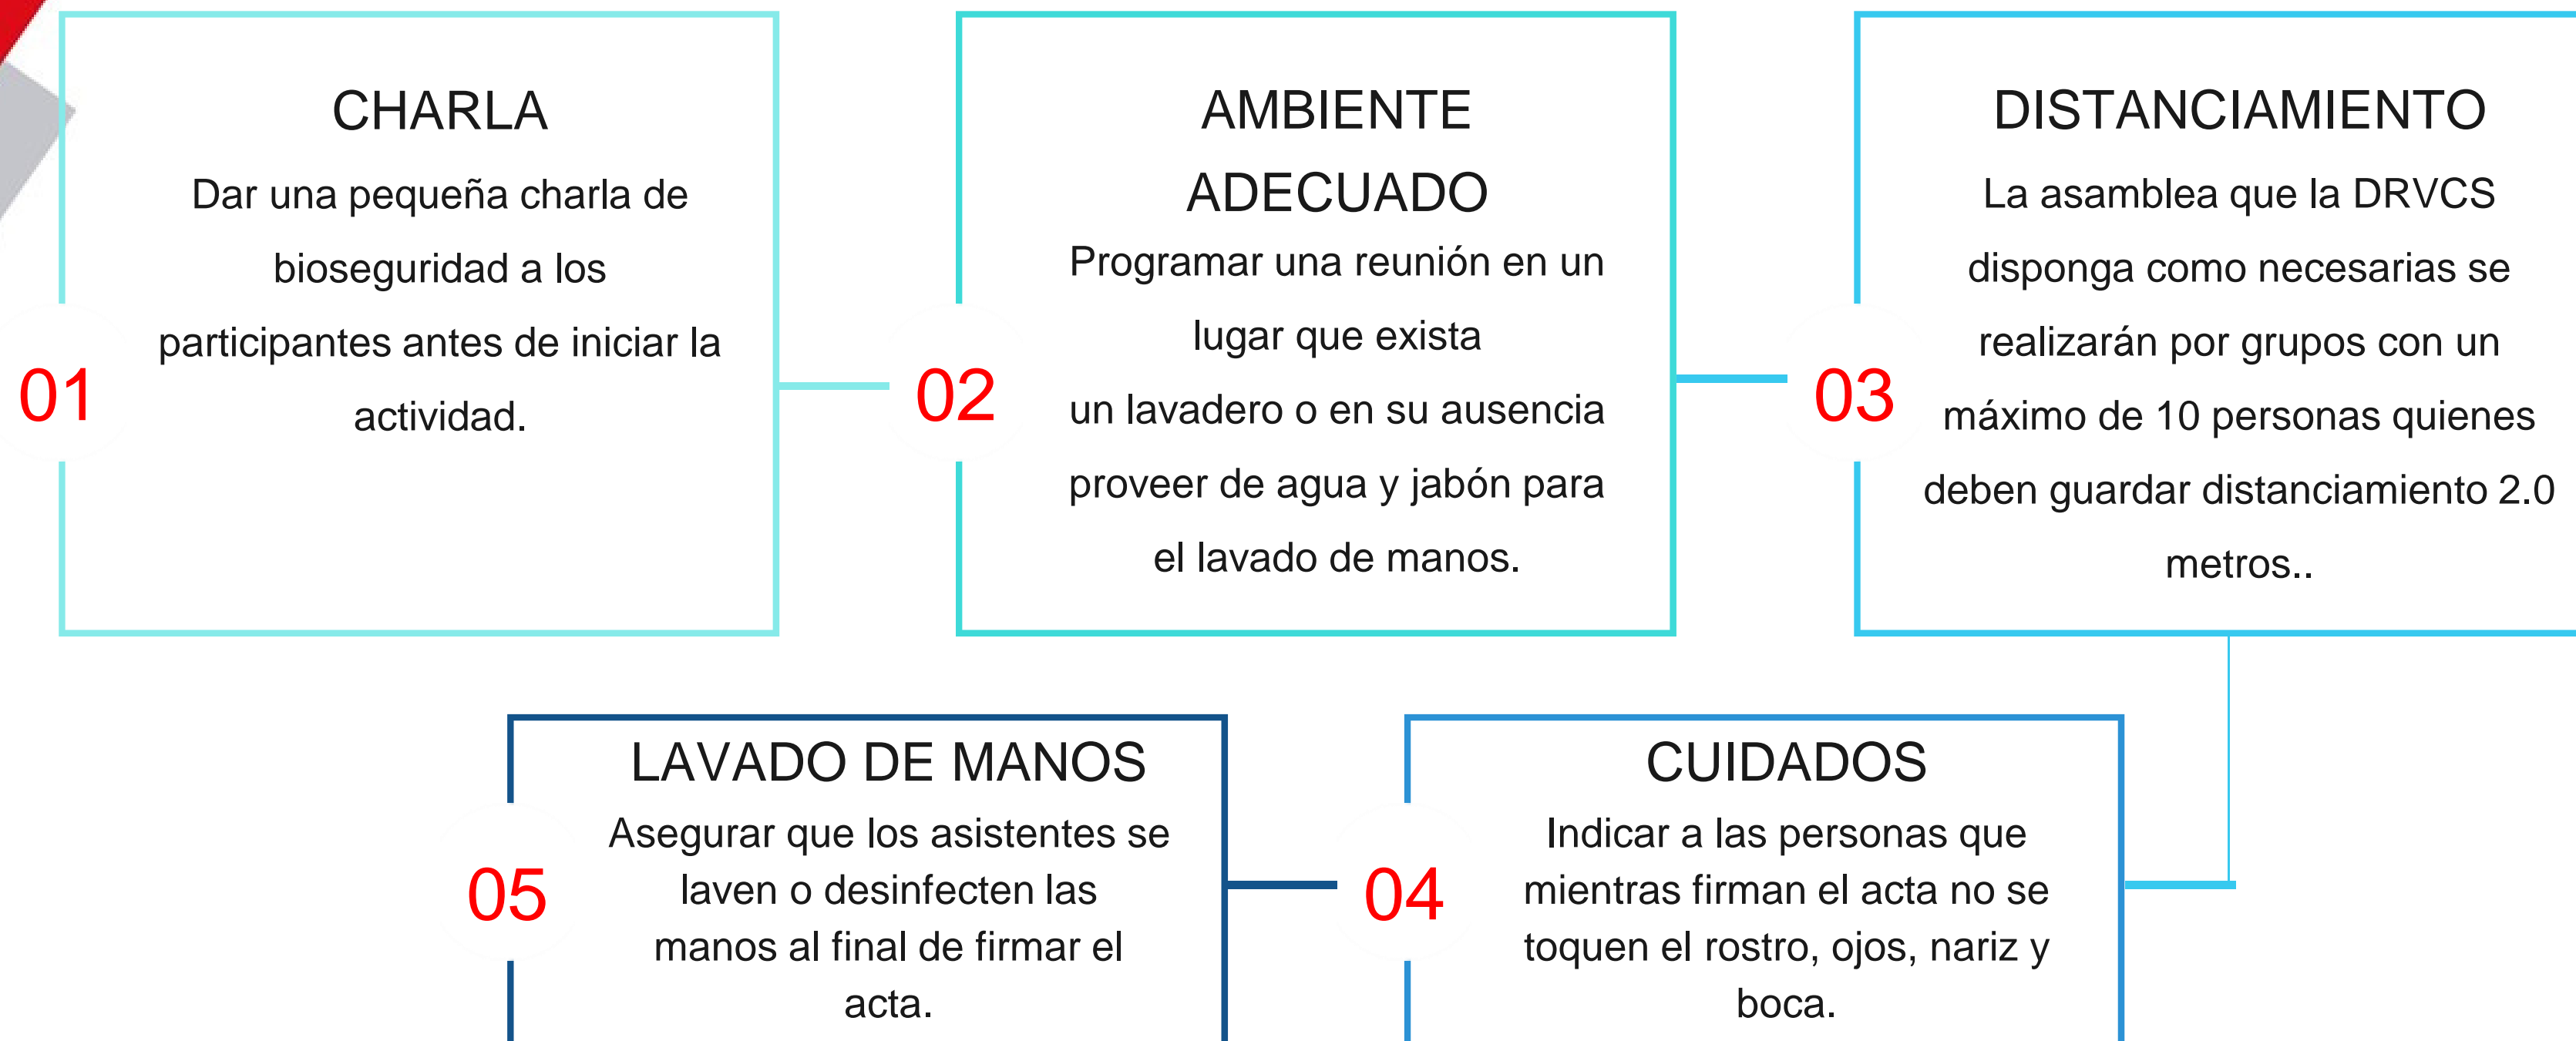 01
CHARLA
Dar una pequeña charla de
bioseguridad a los
participantes antes de iniciar la
actividad.
02
AMBIENTE
ADECUADO
Programar una reunión en un
lugar que exista
un lavadero o en su ausencia
proveer de agua y jabón para
el lavado de manos.
03
DISTANCIAMIENTO
La asamblea que la DRVCS
disponga como necesarias se
realizarán por grupos con un
máximo de 10 personas quienes
deben guardar distanciamiento 2.0
metros..
04
CUIDADOS
Indicar a las personas que
mientras firman el acta no se
toquen el rostro, ojos, nariz y
boca.
05
LAVADO DE MANOS
Asegurar que los asistentes se
laven o desinfecten las
manos al final de firmar el
acta.